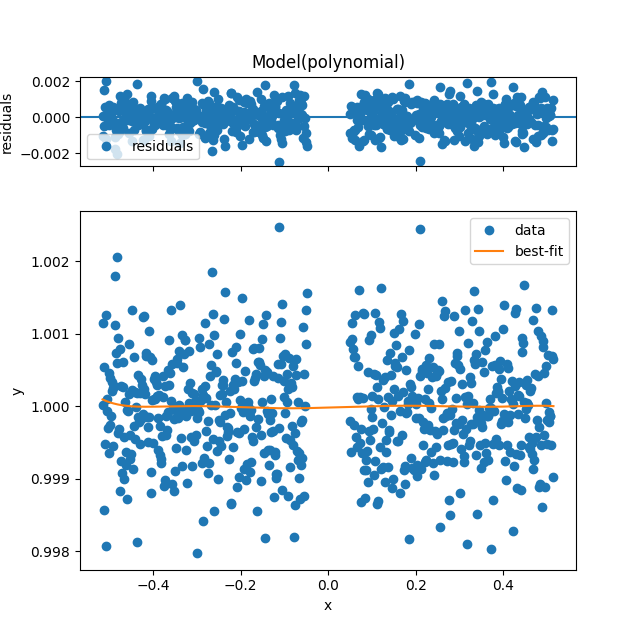 Model(polynomial)
0.002
0.000
−0.002
residuals
residuals
data
best-fit
1.002
1.001
1.000
0.999
0.998
y
−0.4
−0.2
0.0
0.2
0.4
x